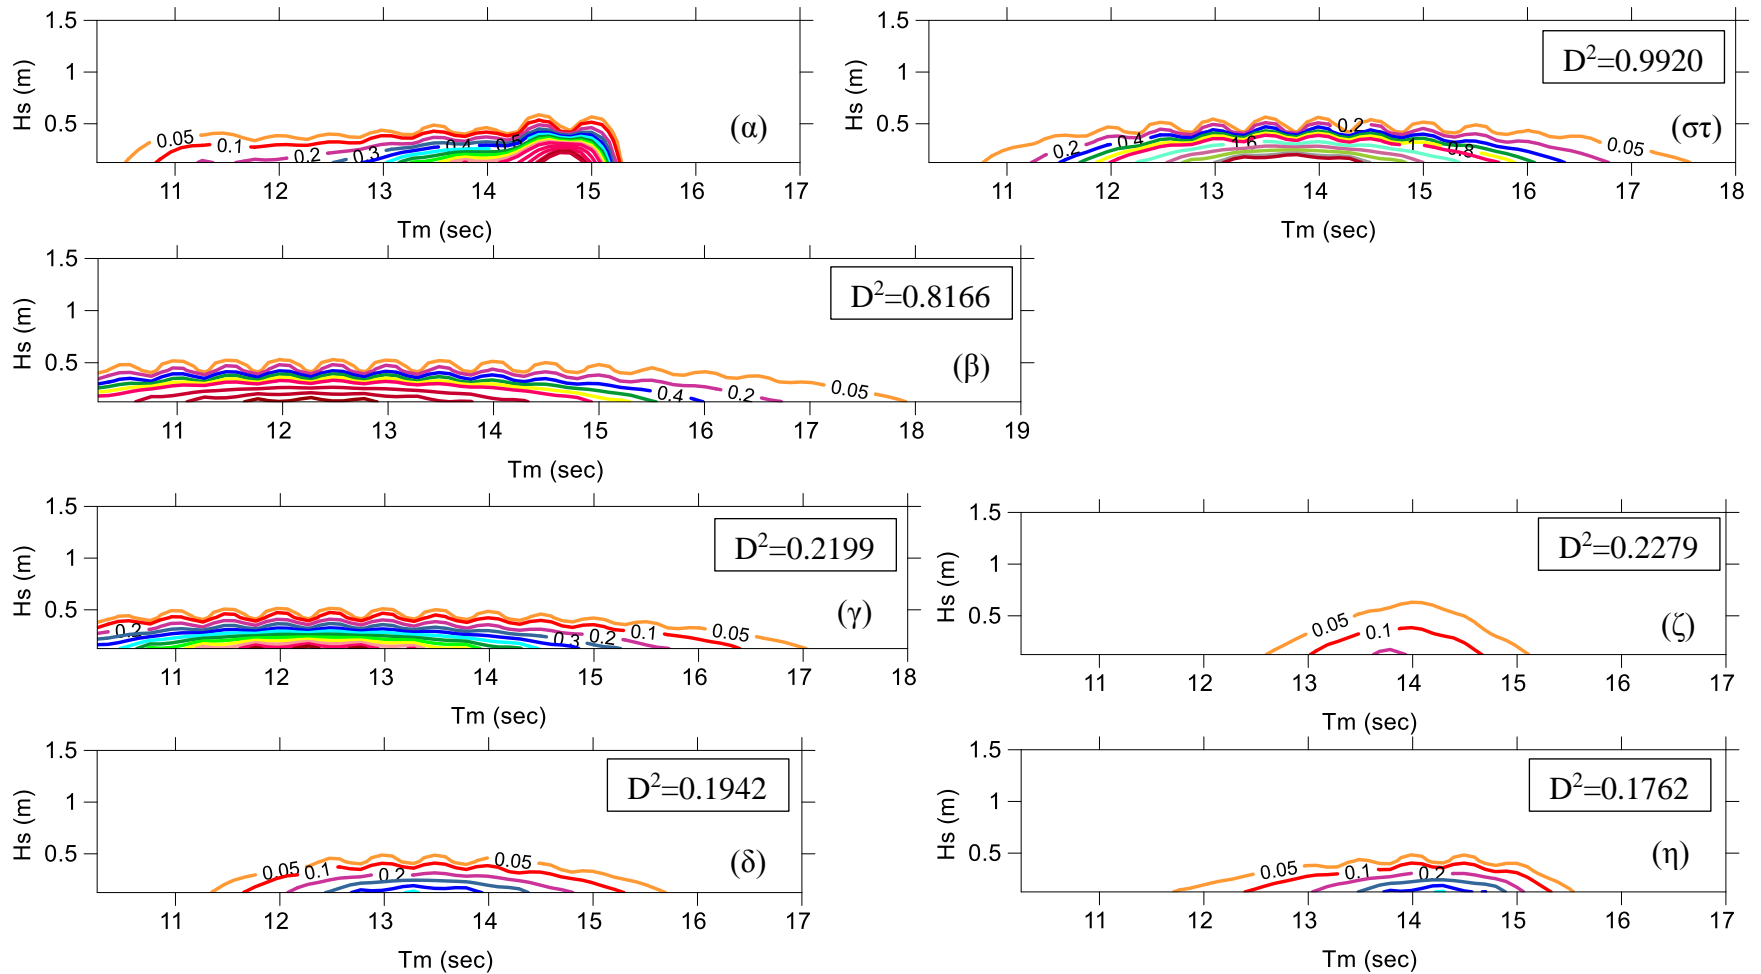 1.5
1
0.5
Hs (m)
0.05
0.1
0.2
0.3
0.4
0.5
(α)
11 12 13 14 15 16 17
Tm (sec)
1.5
1
0.5
Hs (m)
D²=0.9920
0.2
0.4
1.6
0.2
1
0.8
0.05
(στ)
11 12 13 14 15 16 17 18
Tm (sec)
1.5
1
0.5
Hs (m)
D²=0.8166
(β)
0.4
0.2
0.05
11 12 13 14 15 16 17 18 19
Tm (sec)
1.5
1
0.5
Hs (m)
D²=0.2199
(γ)
0.2
0.3
0.2
0.1
0.05
11 12 13 14 15 16 17 18
Tm (sec)
1.5
1
0.5
Hs (m)
D²=0.2279
(ζ)
0.05
0.1
11 12 13 14 15 16 17
Tm (sec)
1.5
1
0.5
Hs (m)
D²=0.1942
(δ)
0.05
0.1
0.2
0.05
11 12 13 14 15 16 17
Tm (sec)
1.5
1
0.5
Hs (m)
D²=0.1762
(η)
0.05
0.1
0.2
11 12 13 14 15 16 17
Tm (sec)